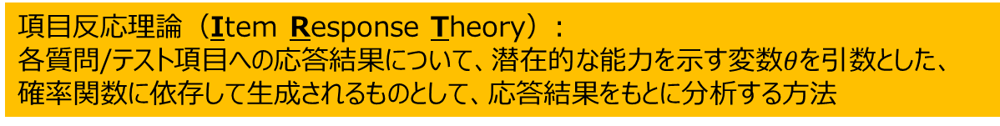 項目反応理論（Item Response Theory）:
各質問/テスト項目への応答結果について、潜在的な能力を示す変数𝜃を引数とした、
確率関数に依存して生成されるものとして、応答結果をもとに分析する方法